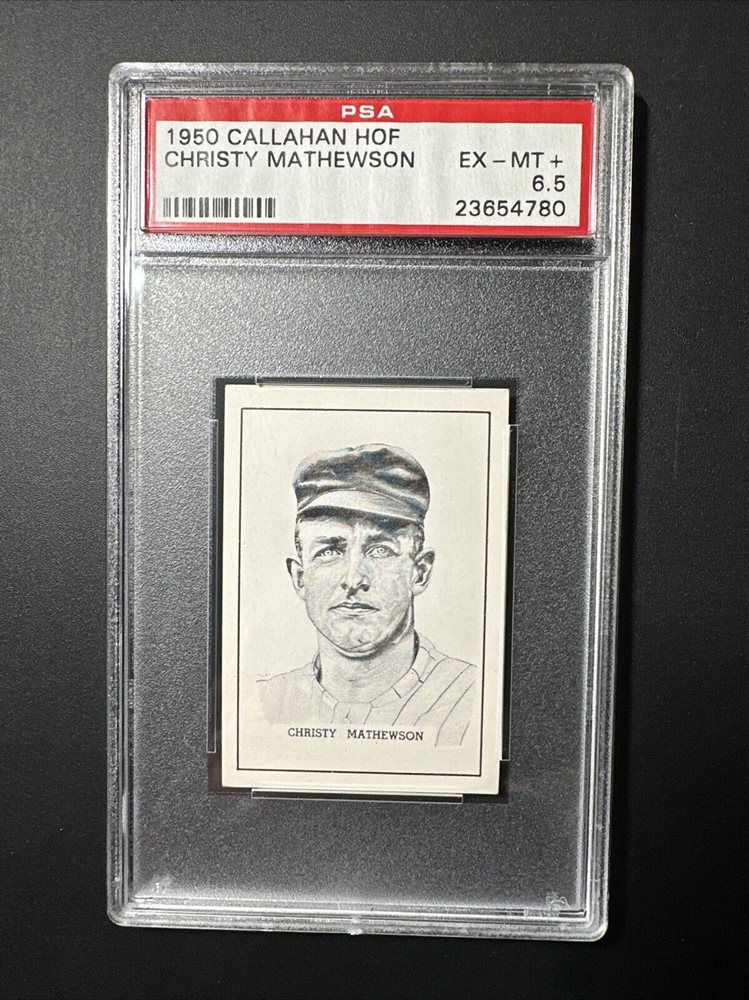 PSA
1950 CALLAHAN HOF
CHRISTY MATHEWSON EX - MT +
6.5
23654780
CHRISTY MATHEWSON